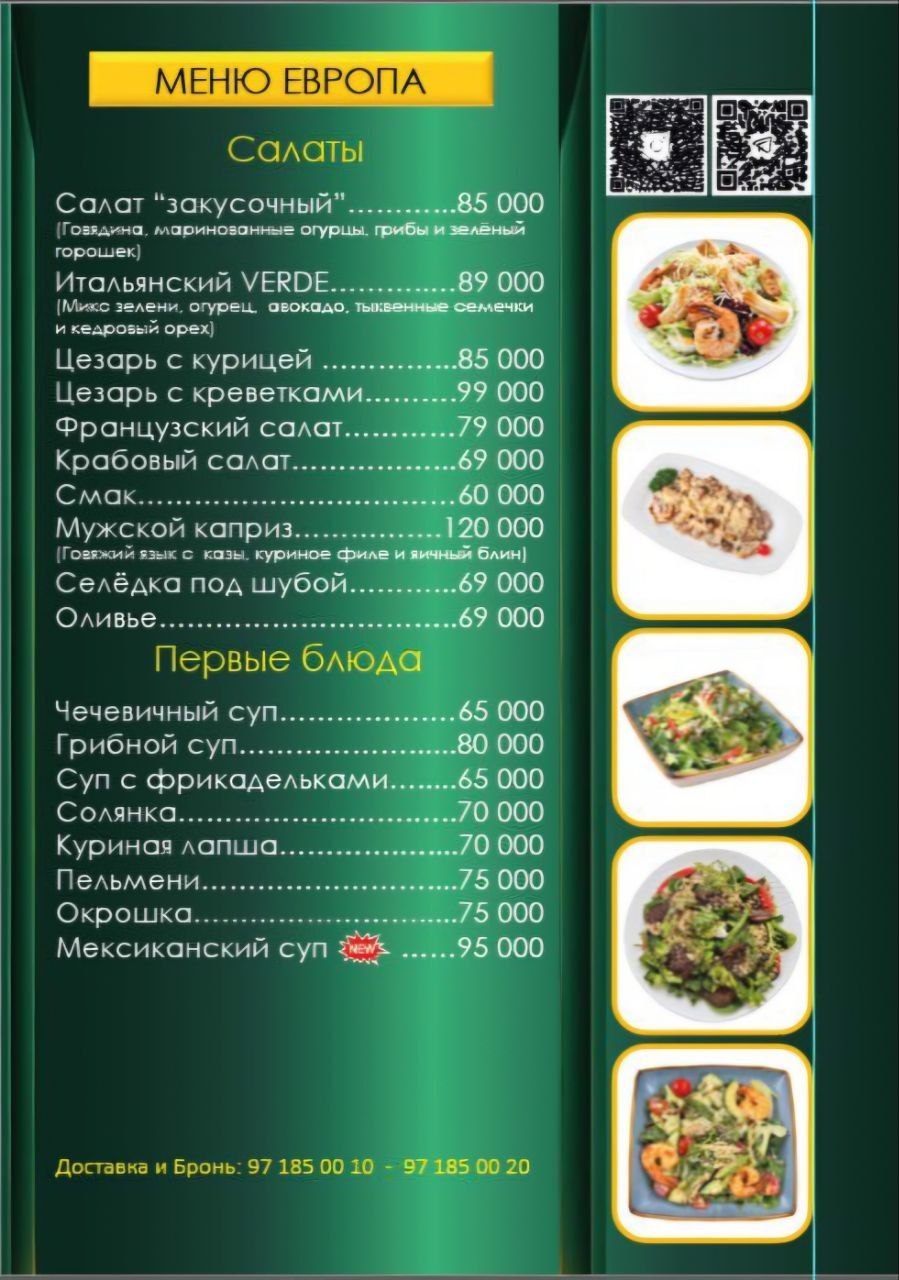 МЕНЮ ЕВРОПА
Салаты
Салат “закусочный”............85 000
(Говядина, маринованные огурцы, грибы и зелёный
горошек)
Итальянский VERDE..............89 000
(Микс зелени, огурец, авокадо, тыквенные семечки
и кедровый орех)
Цезарь с курицей ...............85 000
Цезарь с креветками..........99 000
Французский салат............79 000
Крабовый салат..................69 000
Смак..................................60 000
Мужской каприз................120 000
(Говяжий язык с казы, куриное филе и яичный блин)
Селёдка под шубой............69 000
Оливье................................69 000
Первые блюда
Чечевичный суп...................65 000
Грибной суп........................80 000
Суп с фрикадельками.......65 000
Солянка..............................70 000
Куриная лапша...................70 000
Пельмени............................75 000
Окрошка............................75 000
Мексиканский суп NEW ......95 000
Доставка и Бронь: 97 185 00 10 - 97 185 00 20